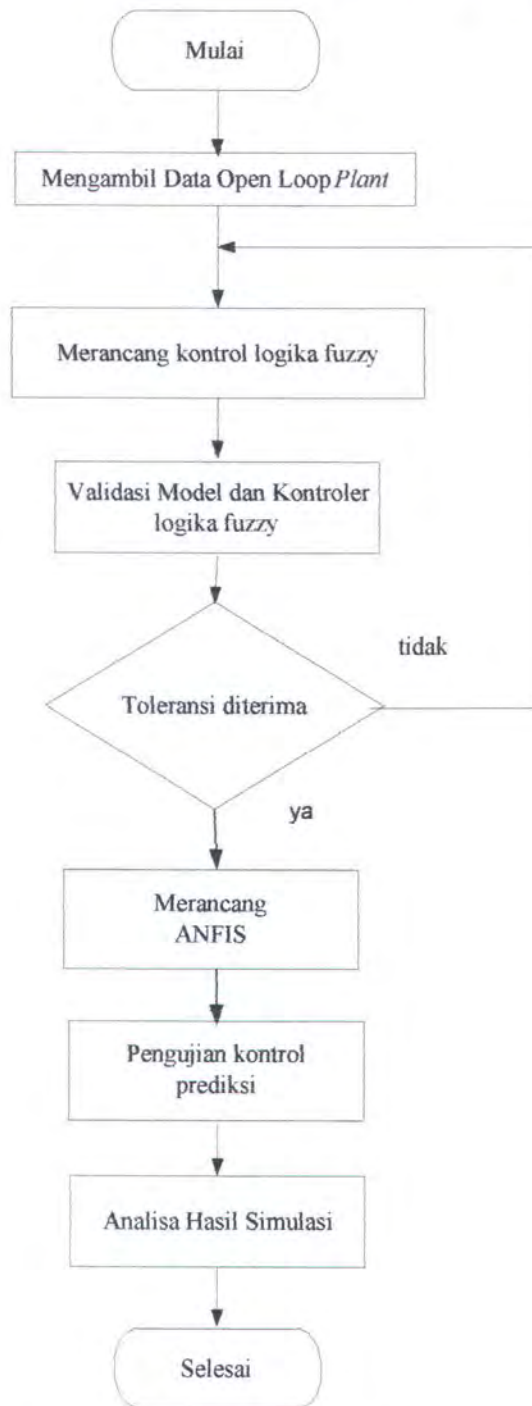 Mulai
Mengambil Data Open Loop Plant
Merancang kontrol logika fuzzy
Validasi Model dan Kontroler
logika fuzzy
Toleransi diterima
tidak
ya
Merancang
ANFIS
Pengujian kontrol
prediksi
Analisa Hasil Simulasi
Selesai